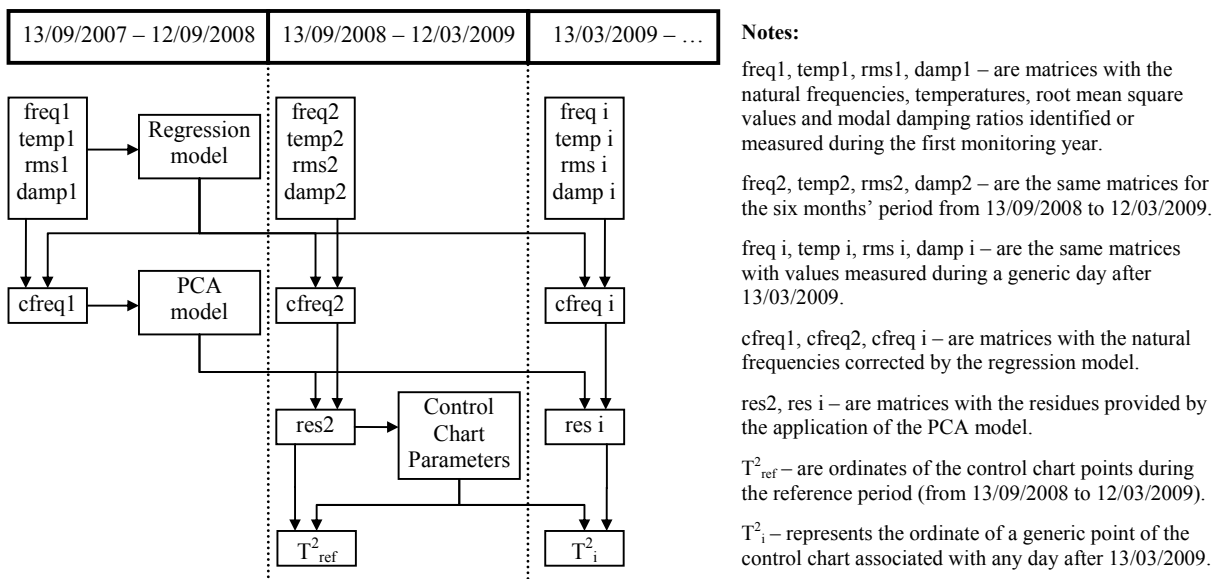 13/09/2007 – 12/09/2008
13/09/2008 – 12/03/2009
13/03/2009 – …
freq1
temp1
rms1
damp1
Regression
model
freq2
temp2
rms2
damp2
freq i
temp i
rms i
damp i
cfreq1
PCA
model
cfreq2
cfreq i
res2
Control
Chart
Parameters
res i
T²ref
T²i
Notes:
freq1, temp1, rms1, damp1 – are matrices with the
natural frequencies, temperatures, root mean square
values and modal damping ratios identified or
measured during the first monitoring year.
freq2, temp2, rms2, damp2 – are the same matrices for
the six months’ period from 13/09/2008 to 12/03/2009.
freq i, temp i, rms i, damp i – are the same matrices
with values measured during a generic day after
13/03/2009.
cfreq1, cfreq2, cfreq i – are matrices with the natural
frequencies corrected by the regression model.
res2, res i – are matrices with the residues provided by
the application of the PCA model.
T²ref – are ordinates of the control chart points during
the reference period (from 13/09/2008 to 12/03/2009).
T²i – represents the ordinate of a generic point of the
control chart associated with any day after 13/03/2009.